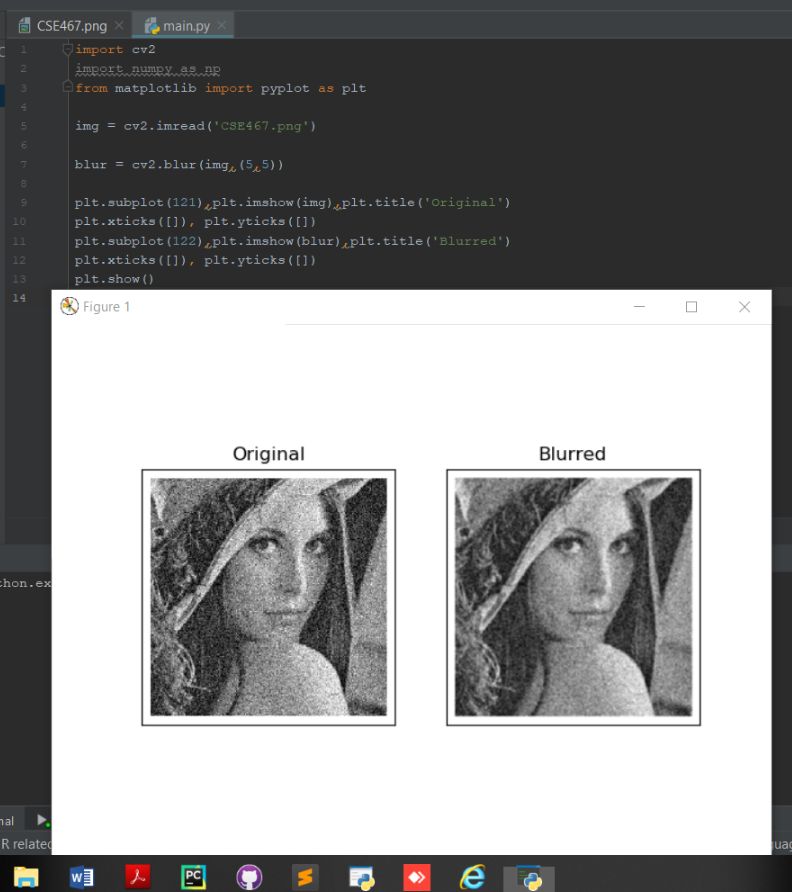 CSE467.png × main.py ×
1 import cv2
2 import numpy as np
3 from matplotlib import pyplot as plt
4
5 img = cv2.imread('CSE467.png')
6
7 blur = cv2.blur(img,(5,5))
8
9 plt.subplot(121),plt.imshow(img),plt.title('Original')
10 plt.xticks([]), plt.yticks([])
11 plt.subplot(122),plt.imshow(blur),plt.title('Blurred')
12 plt.xticks([]), plt.yticks([])
13 plt.show()
14
Figure 1
Original Blurred
thon.ex
nal
R related
W PC S